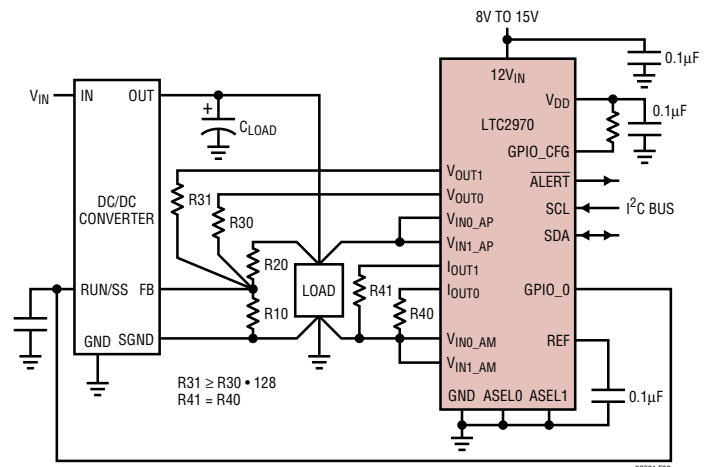 8V TO 15V
0.1µF
12VIN
VIN
IN
OUT
VDD
0.1µF
+
CLOAD
LTC2970
GPIO_CFG
VOUT1
ALERT
R31
VOUT0
DC/DC
CONVERTER
R30
SCL
I2C BUS
VIN0_AP
R20
VIN1_AP
SDA
IOUT1
RUN/SS
FB
LOAD
R41
IOUT0
GPIO_0
R10
R40
GND
SGND
VIN0_AM
REF
VIN1_AM
R31 ≥ R30 • 128
R41 = R40
GND
ASEL0
ASEL1
0.1µF